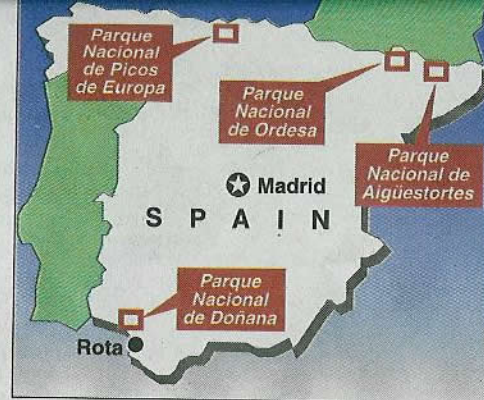 Parque
Nacional
de Picos
de Europa
Parque
Nacional
de Ordesa
Parque
Nacional de
Aigüestortes
Madrid
SPAIN
Parque
Nacional
de Doñana
Rota